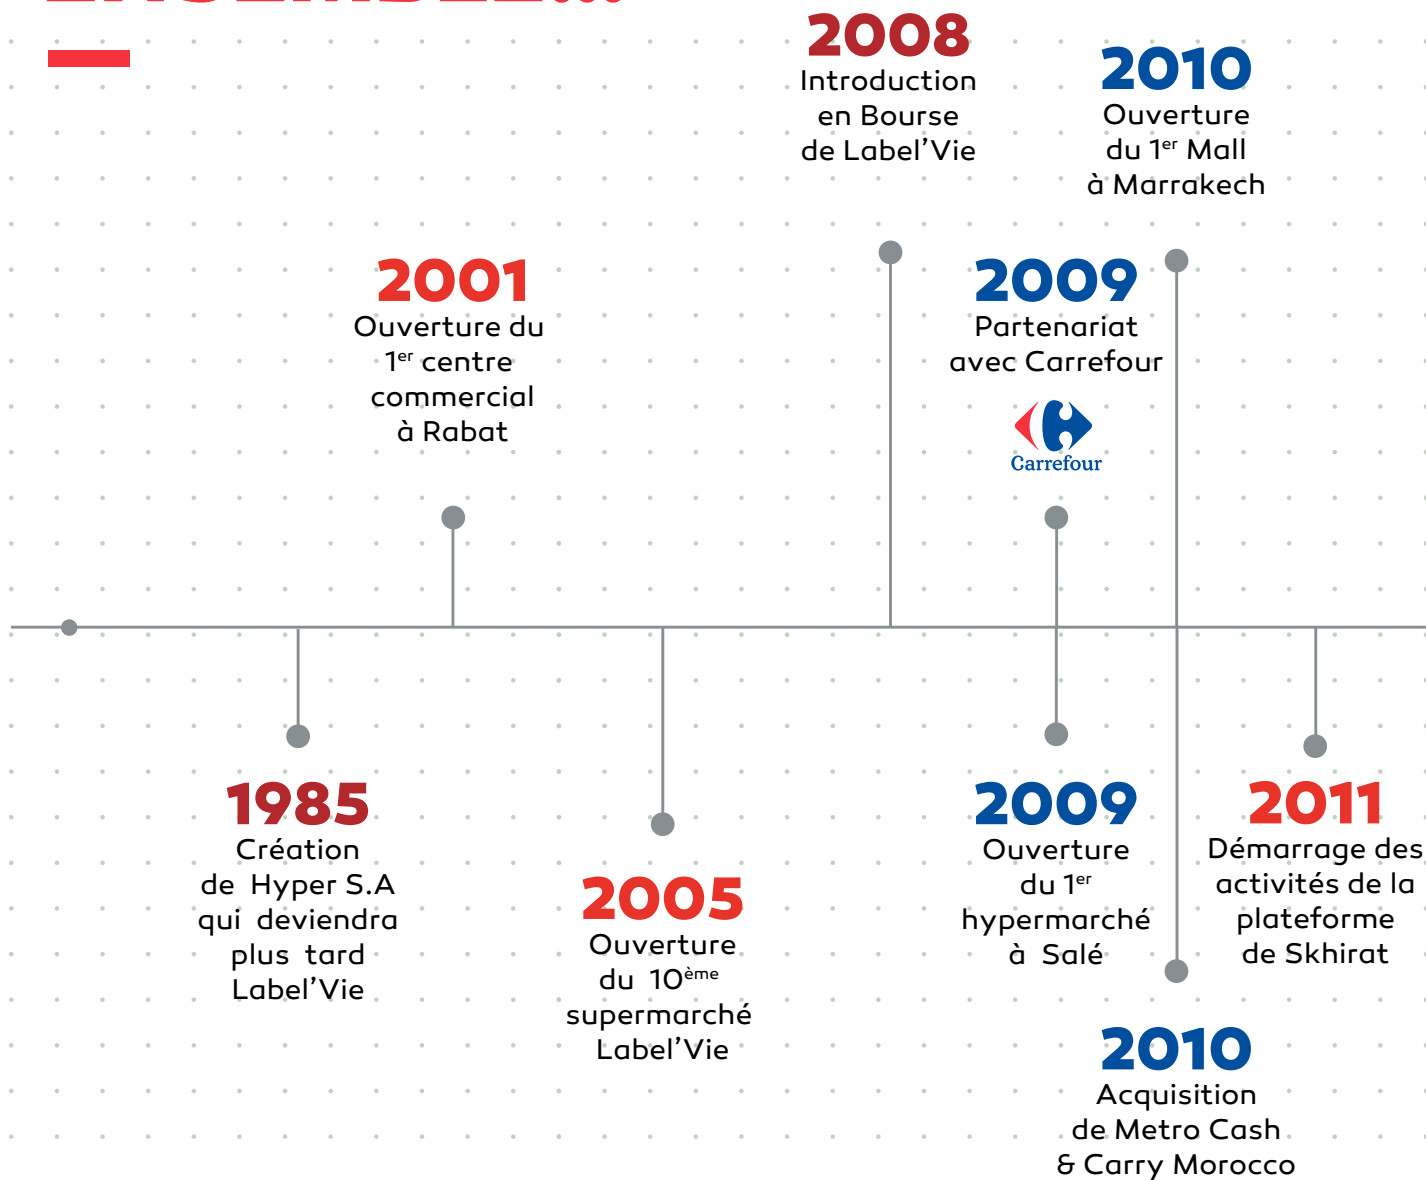 2008
Introduction
en Bourse
de Label'Vie
2010
Ouverture
du 1er Mall
à Marrakech
2001
Ouverture du
1er centre
commercial
à Rabat
2009
Partenariat
avec Carrefour
Carrefour
1985
Création
de Hyper S.A
qui deviendra
plus tard
Label'Vie
2005
Ouverture
du 10ème
supermarché
Label'Vie
2009
Ouverture
du 1er
hypermarché
à Salé
2011
Démarrage des
activités de la
plateforme
de Skhirat
2010
Acquisition
de Metro Cash
& Carry Morocco